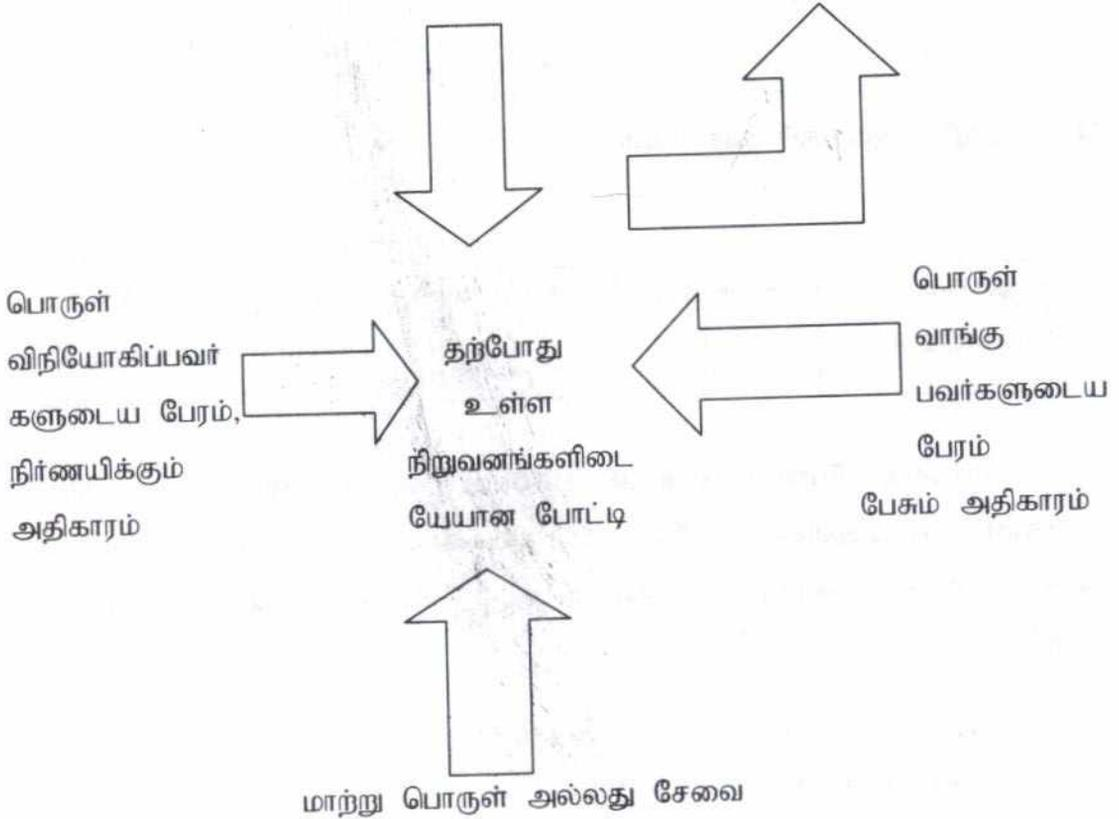 பொருள்
விநியோகிப்பவர்
களுடைய பேரம்,
நிர்ணயிக்கும்
அதிகாரம்
தற்போது
உள்ள
நிறுவனங்களிடை
யேயான போட்டி
பொருள்
வாங்கு
பவர்களுடைய
பேரம்
பேசும் அதிகாரம்
மாற்று பொருள் அல்லது சேவை